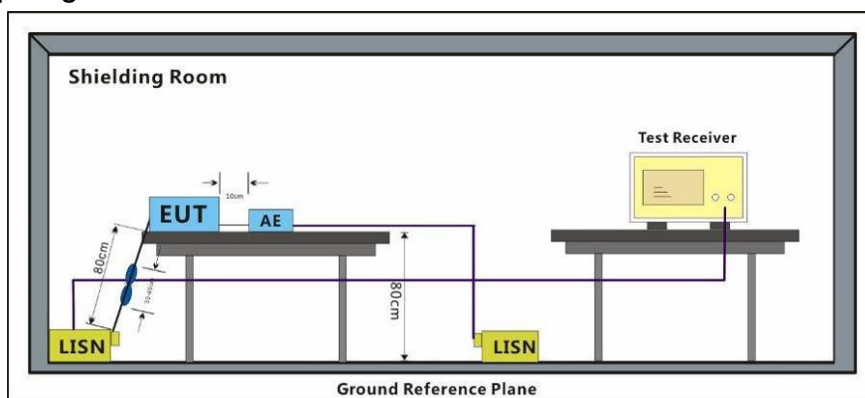 Shielding Room
Test Receiver
10cm
EUT
AE
80cm
80cm
LISN
LISN
Ground Reference Plane